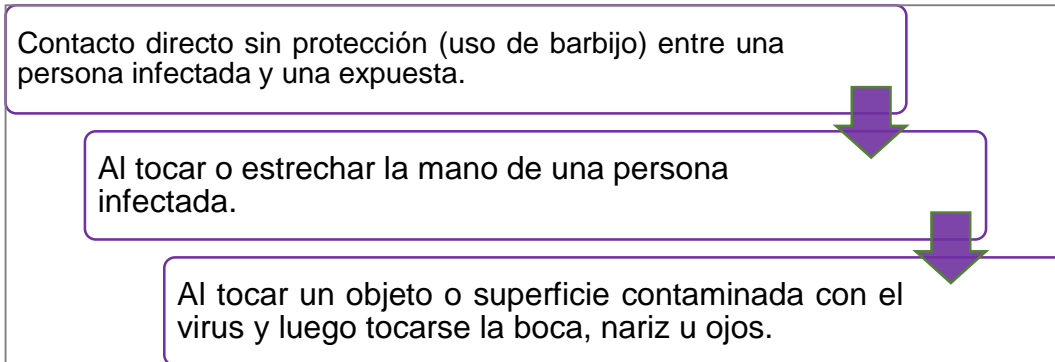 Contacto directo sin protección (uso de barbijo) entre una
persona infectada y una expuesta.
Al tocar o estrechar la mano de una persona
infectada.
Al tocar un objeto o superficie contaminada con el
virus y luego tocarse la boca, nariz u ojos.